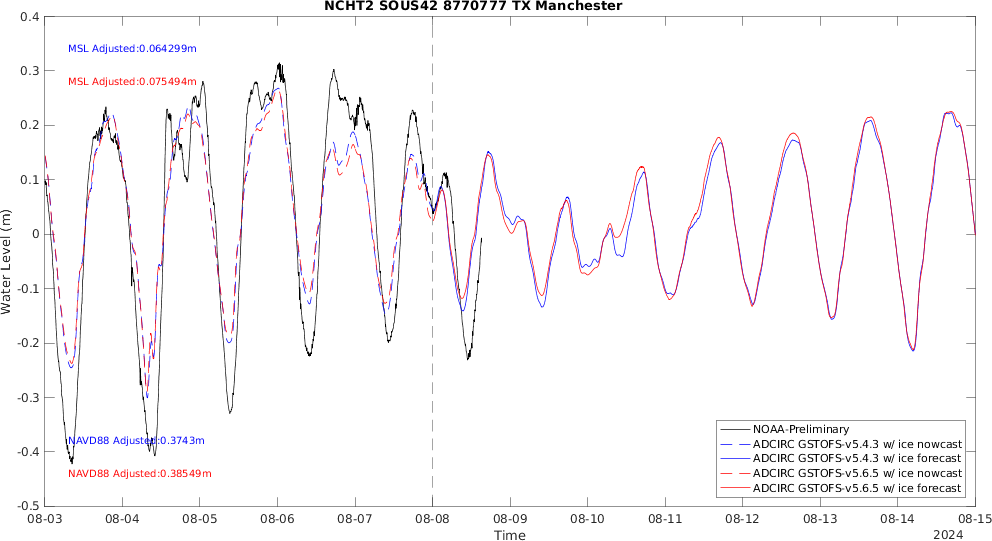 NCHT2 SOUS42 8770777 TX Manchester
0.4
0.3
0.2
0.1
0
-0.1
-0.2
-0.3
-0.4
-0.5
Water Level (m)
MSL Adjusted:0.064299m
MSL Adjusted:0.075494m
NAVD88 Adjusted:0.3743m
NAVD88 Adjusted:0.38549m
NOAA-Preliminary
ADCIRC GSTOFS-v5.4.3 w/ ice nowcast
ADCIRC GSTOFS-v5.4.3 w/ ice forecast
ADCIRC GSTOFS-v5.6.5 w/ ice nowcast
ADCIRC GSTOFS-v5.6.5 w/ ice forecast
08-03 08-04 08-05 08-06 08-07 08-08 08-09 08-10 08-11 08-12 08-13 08-14 08-15
Time
2024